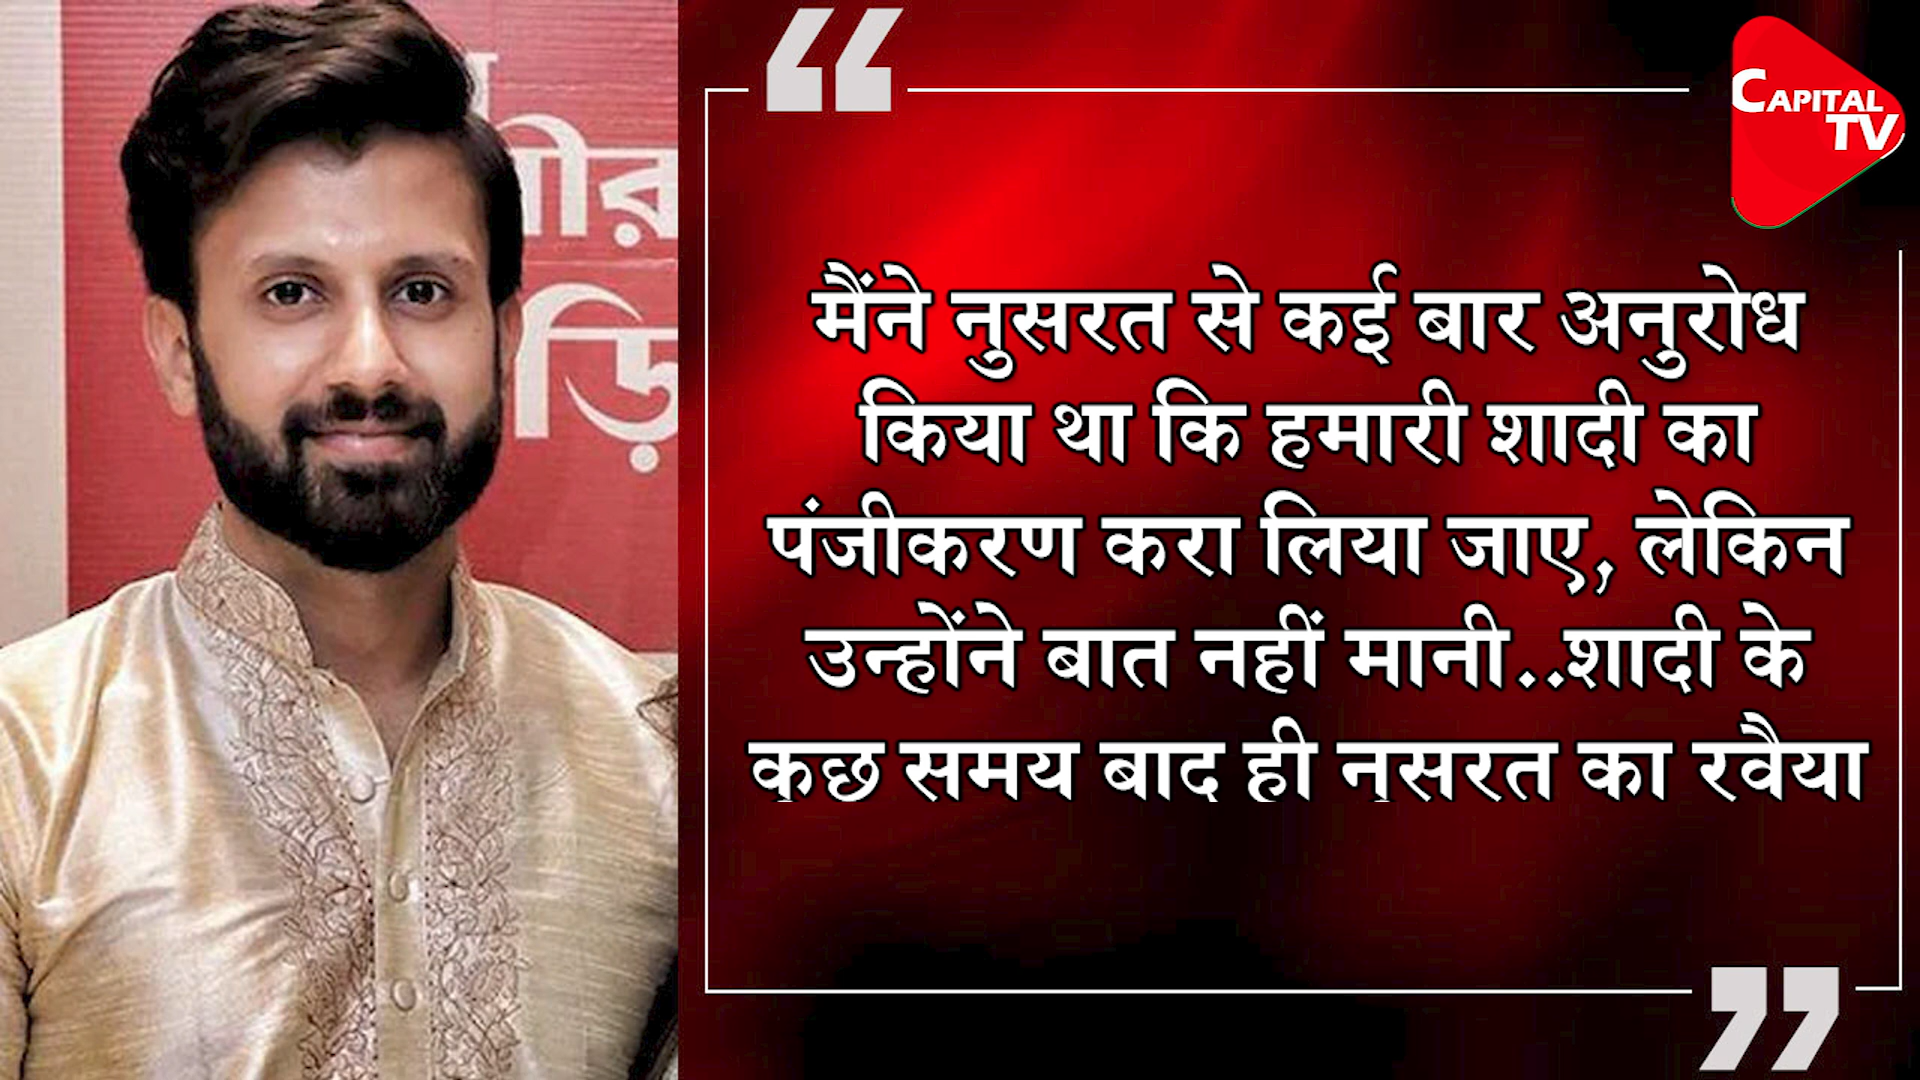 CAPITAL
TV
मैंने नुसरत से कई बार अनुरोध
किया था कि हमारी शादी का
पंजीकरण करा लिया जाए, लेकिन
उन्होंने बात नहीं मानी..शादी के
कुछ समय बाद ही नुसरत का रवैया